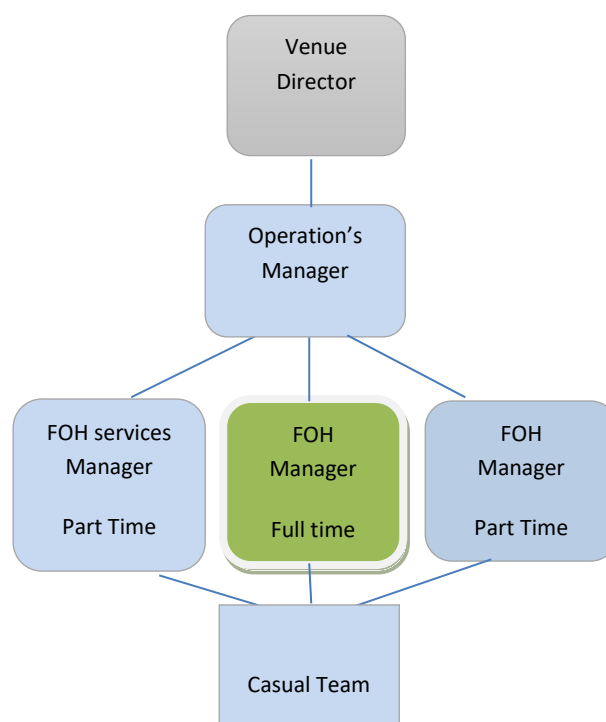 Venue
Director
Operation’s
Manager
FOH services
Manager
Part Time
FOH
Manager
Full time
FOH
Manager
Part Time
Casual Team